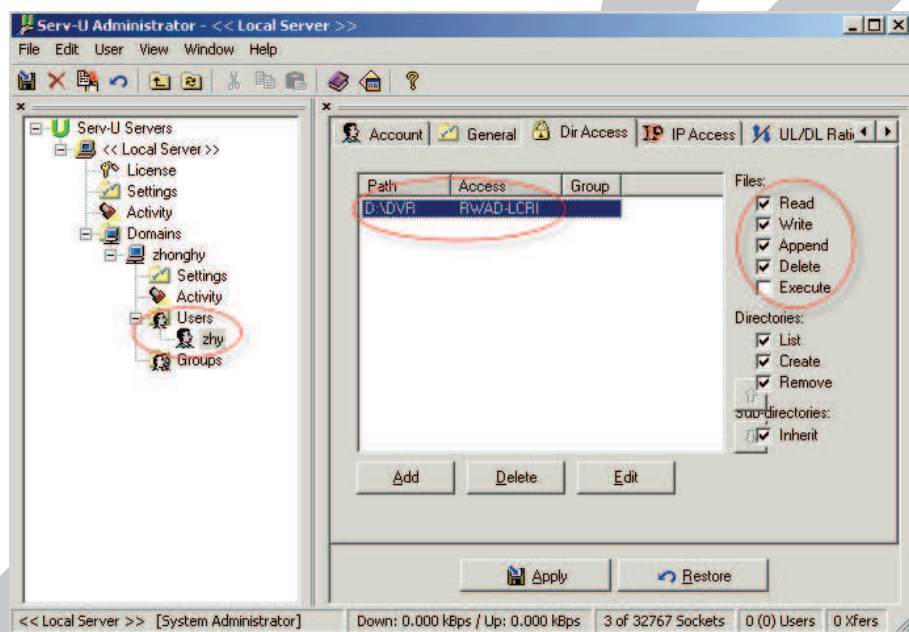 Serv-U Administrator - << Local Server >>
File Edit User View Window Help
Serv-U Servers
<< Local Server >>
License
Settings
Activity
Domains
zhonghy
Settings
Activity
Users
zhy
Groups
Account General Dir Access IP Access UL/DL Rati
Path Access Group
D:\DVR RWAD-LCRI
Files:
Read
Write
Append
Delete
Execute
Directories:
List
Create
Remove
Sub-directories:
Inherit
Add Delete Edit
Apply Restore
<< Local Server >> [System Administrator] Down: 0.000 kBps / Up: 0.000 kBps 3 of 32767 Sockets 0 (0) Users 0 Xfers